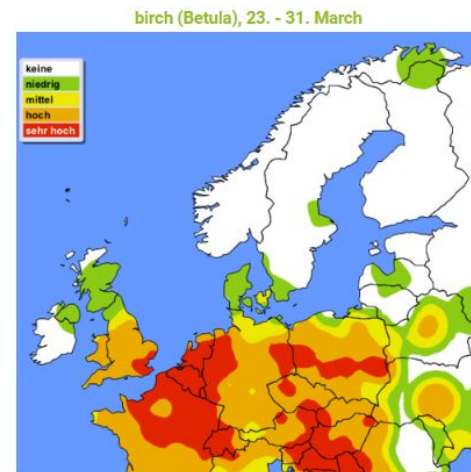 birch (Betula), 23. - 31. March
keine
niedrig
mittel
hoch
sehr hoch